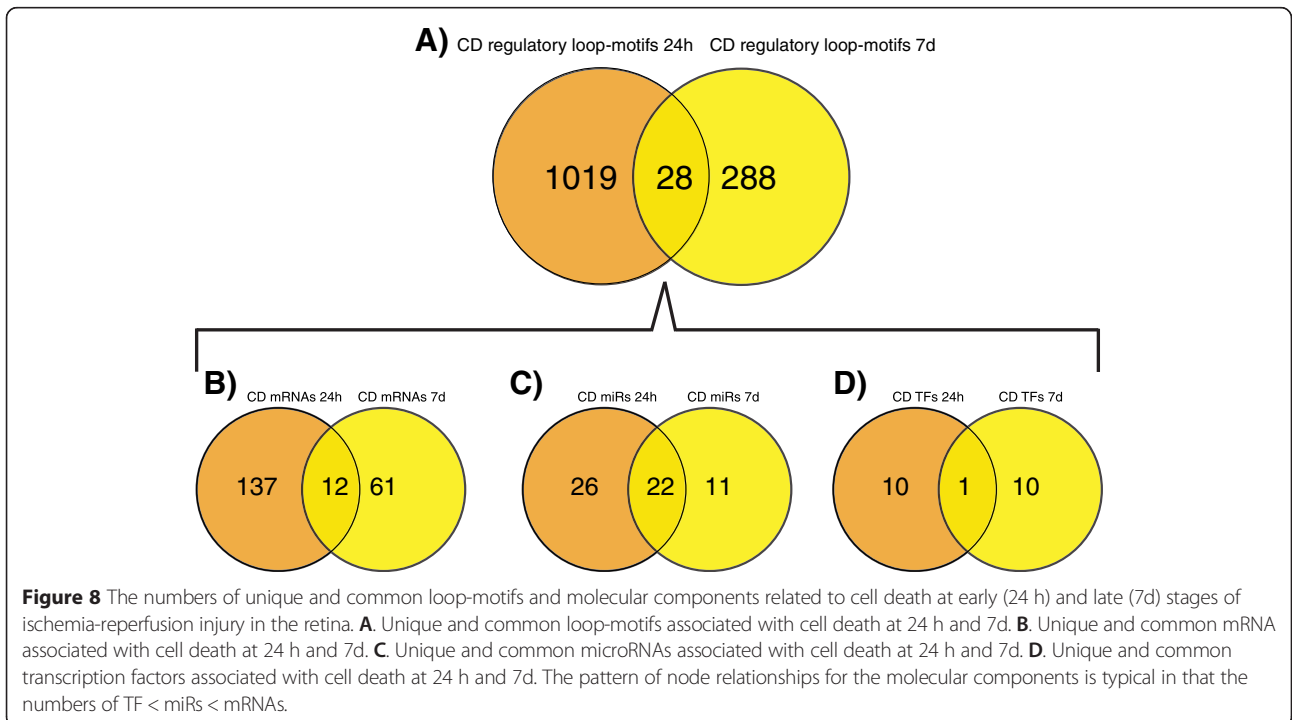 A) CD regulatory loop-motifs 24h CD regulatory loop-motifs 7d
1019 28 288
B) CD mRNAs 24h CD mRNAs 7d
137 12 61
C) CD miRs 24h CD miRs 7d
26 22 11
D) CD TFs 24h CD TFs 7d
10 1 10
Figure 8 The numbers of unique and common loop-motifs and molecular components related to cell death at early (24 h) and late (7d) stages of
ischemia-reperfusion injury in the retina. A. Unique and common loop-motifs associated with cell death at 24 h and 7d. B. Unique and common mRNA
associated with cell death at 24 h and 7d. C. Unique and common microRNAs associated with cell death at 24 h and 7d. D. Unique and common
transcription factors associated with cell death at 24 h and 7d. The pattern of node relationships for the molecular components is typical in that the
numbers of TF < miRs < mRNAs.